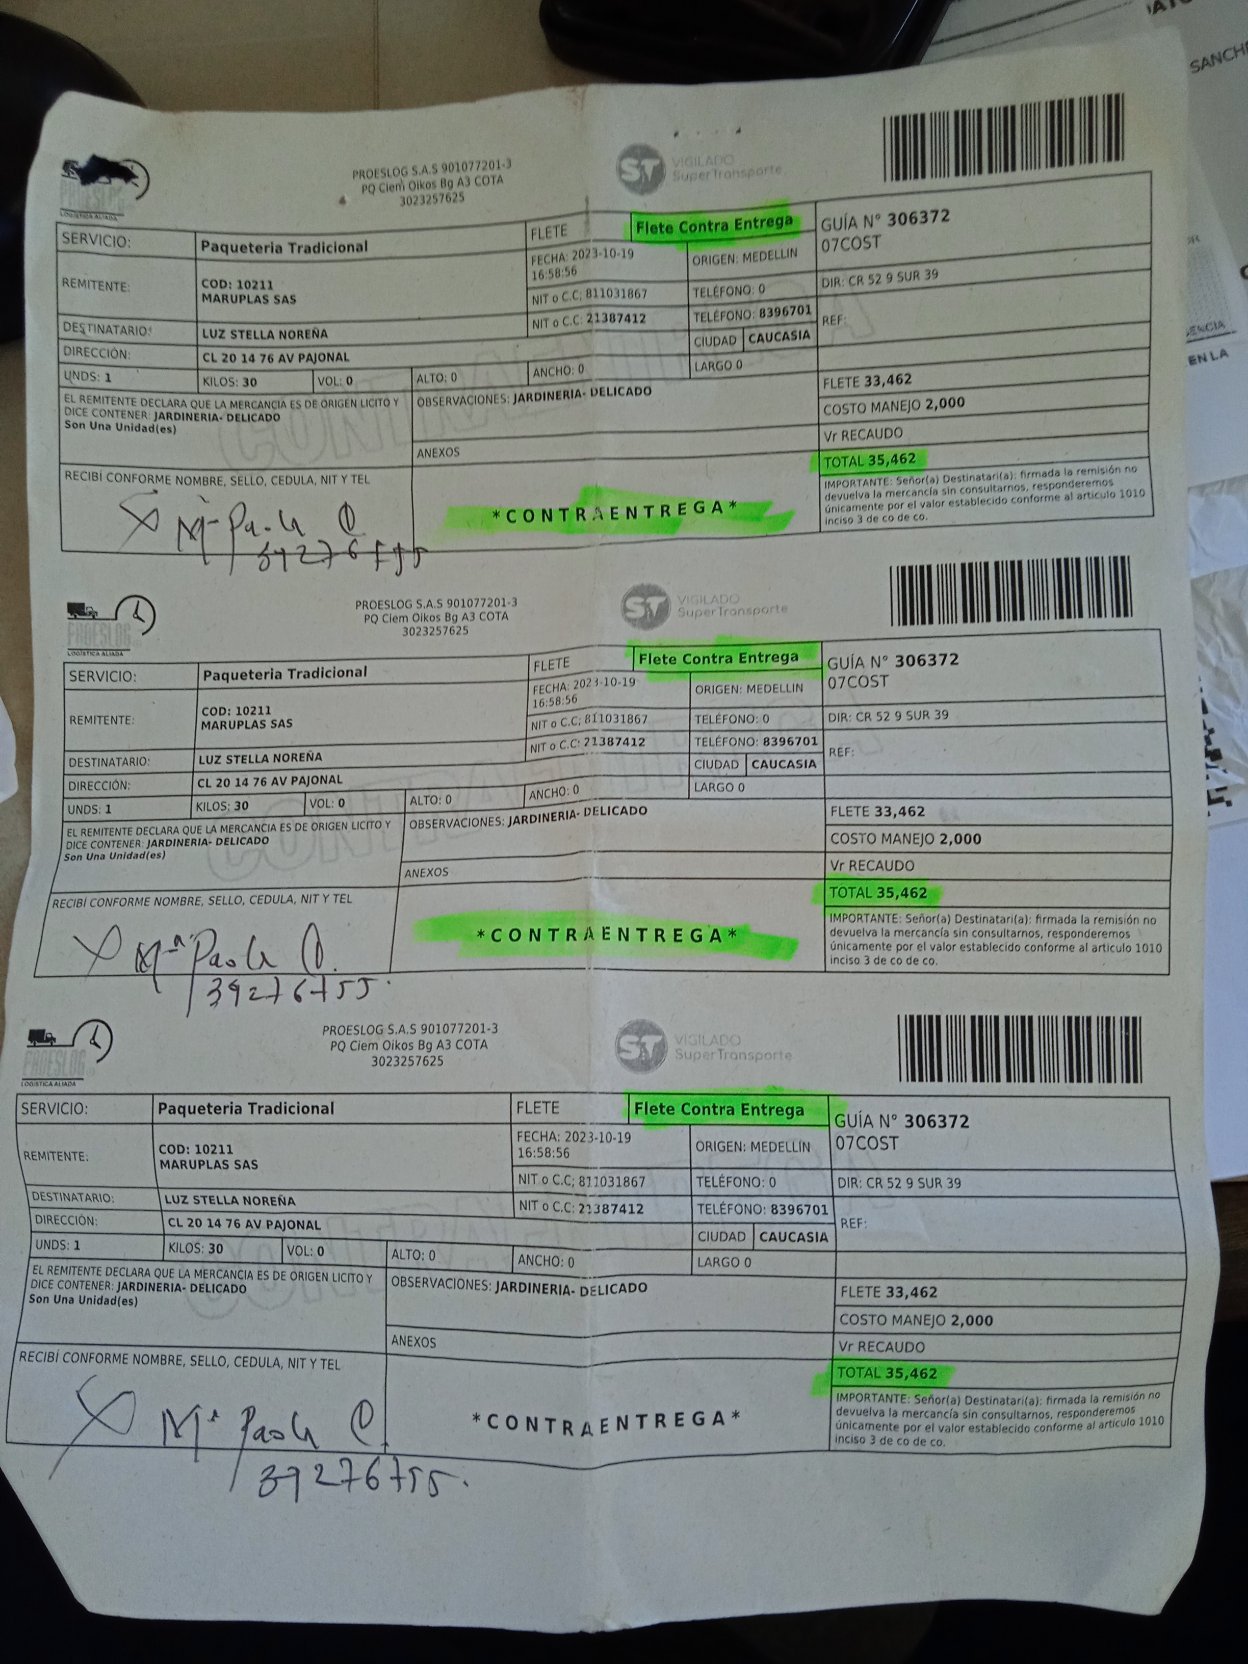 PROESLOG S.A.S 901077201-3
PQ Ciem Oikos Bg A3 COTA
3023257625
LOGISTICA ALIADA
ST VIGILADO
SuperTransporte
SERVICIO: Paqueteria Tradicional FLETE Flete Contra Entrega GUÍA N° 306372
07COST
REMITENTE: COD: 10211
MARUPLAS SAS
FECHA: 2023-10-19
16:58:56
ORIGEN: MEDELLIN
NIT o C.C; 811031867 TELÉFONO: 0 DIR: CR 52 9 SUR 39
DESTINATARIO: LUZ STELLA NOREÑA NIT o C.C: 21387412 TELÉFONO: 8396701 REF:
DIRECCIÓN: CL 20 14 76 AV PAJONAL CIUDAD CAUCASIA
UNDS: 1 KILOS: 30 VOL: 0 ALTO: 0 ANCHO: 0 LARGO 0
EL REMITENTE DECLARA QUE LA MERCANCIA ES DE ORIGEN LICITO Y
DICE CONTENER: JARDINERIA- DELICADO
Son Una Unidad(es)
OBSERVACIONES: JARDINERIA- DELICADO
ANEXOS
FLETE 33,462
COSTO MANEJO 2,000
Vr RECAUDO
TOTAL 35,462
RECIBÍ CONFORME NOMBRE, SELLO, CEDULA, NIT Y TEL
*CONTRAENTREGA*
IMPORTANTE: Señor(a) Destinatari(a): firmada la remisión no
devuelva la mercancía sin consultarnos, responderemos
únicamente por el valor establecido conforme al articulo 1010
inciso 3 de co de co.
Mª Paola
39276755
PROESLOG
LOGISTICA ALIADA
PROESLOG S.A.S 901077201-3
PQ Ciem Oikos Bg A3 COTA
3023257625
ST VIGILADO
SuperTransporte
SERVICIO: Paqueteria Tradicional FLETE Flete Contra Entrega GUÍA N° 306372
07COST
REMITENTE: COD: 10211
MARUPLAS SAS
FECHA: 2023-10-19
16:58:56
ORIGEN: MEDELLIN
NIT o C.C; 811031867 TELÉFONO: 0 DIR: CR 52 9 SUR 39
DESTINATARIO: LUZ STELLA NOREÑA NIT o C.C: 21387412 TELÉFONO: 8396701 REF:
DIRECCIÓN: CL 20 14 76 AV PAJONAL CIUDAD CAUCASIA
UNDS: 1 KILOS: 30 VOL: 0 ALTO: 0 ANCHO: 0 LARGO 0
EL REMITENTE DECLARA QUE LA MERCANCIA ES DE ORIGEN LICITO Y
DICE CONTENER: JARDINERIA- DELICADO
Son Una Unidad(es)
OBSERVACIONES: JARDINERIA- DELICADO
ANEXOS
FLETE 33,462
COSTO MANEJO 2,000
Vr RECAUDO
TOTAL 35,462
RECIBÍ CONFORME NOMBRE, SELLO, CEDULA, NIT Y TEL
*CONTRAENTREGA*
IMPORTANTE: Señor(a) Destinatari(a): firmada la remisión no
devuelva la mercancía sin consultarnos, responderemos
únicamente por el valor establecido conforme al articulo 1010
inciso 3 de co de co.
Mª Paola
39276755.
PROESLOG
LOGISTICA ALIADA
PROESLOG S.A.S 901077201-3
PQ Ciem Oikos Bg A3 COTA
3023257625
ST VIGILADO
SuperTransporte
SERVICIO: Paqueteria Tradicional FLETE Flete Contra Entrega GUÍA N° 306372
07COST
REMITENTE: COD: 10211
MARUPLAS SAS
FECHA: 2023-10-19
16:58:56
ORIGEN: MEDELLIN
NIT o C.C; 811031867 TELÉFONO: 0 DIR: CR 52 9 SUR 39
DESTINATARIO: LUZ STELLA NOREÑA NIT o C.C: 21387412 TELÉFONO: 8396701 REF:
DIRECCIÓN: CL 20 14 76 AV PAJONAL CIUDAD CAUCASIA
UNDS: 1 KILOS: 30 VOL: 0 ALTO: 0 ANCHO: 0 LARGO 0
EL REMITENTE DECLARA QUE LA MERCANCIA ES DE ORIGEN LICITO Y
DICE CONTENER: JARDINERIA- DELICADO
Son Una Unidad(es)
OBSERVACIONES: JARDINERIA- DELICADO
ANEXOS
FLETE 33,462
COSTO MANEJO 2,000
Vr RECAUDO
TOTAL 35,462
RECIBÍ CONFORME NOMBRE, SELLO, CEDULA, NIT Y TEL
*CONTRAENTREGA*
IMPORTANTE: Señor(a) Destinatari(a): firmada la remisión no
devuelva la mercancía sin consultarnos, responderemos
únicamente por el valor establecido conforme al articulo 1010
inciso 3 de co de co.
Mª Paola
39276755.
EN LA